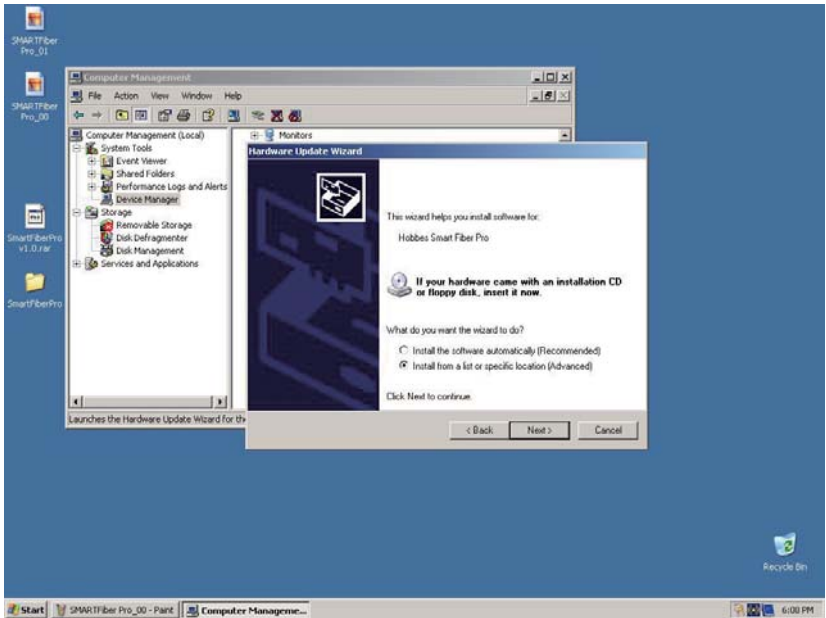 SMARTFiber
Pro_01
SMARTFiber
Pro_00
SmartFiberPro
v1.0.rar
SmartFiberPro
Computer Management
File Action View Window Help
Computer Management (Local)
System Tools
Event Viewer
Shared Folders
Performance Logs and Alerts
Device Manager
Storage
Removable Storage
Disk Defragmenter
Disk Management
Services and Applications
Monitors
Launches the Hardware Update Wizard for th
Hardware Update Wizard
This wizard helps you install software for:
Hobbes Smart Fiber Pro
If your hardware came with an installation CD
or floppy disk, insert it now.
What do you want the wizard to do?
Install the software automatically (Recommended)
Install from a list or specific location (Advanced)
Click Next to continue.
< Back Next > Cancel
Recycle Bin
Start SMARTFiber Pro_00 - Paint Computer Manageme... 6:00 PM